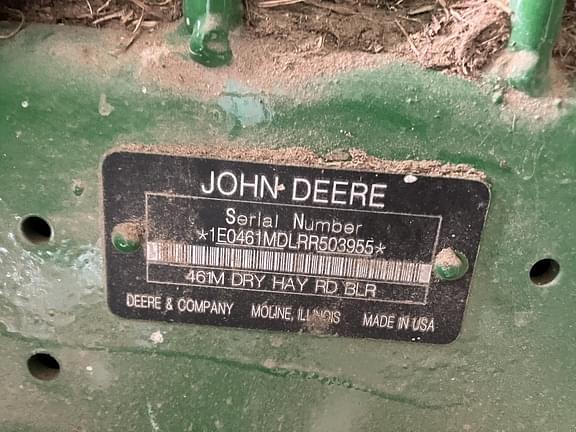 JOHN DEERE
Serial Number
*1E0461MDLRR503955*
461M DRY HAY RD BLR
DEERE & COMPANY MOLINE, ILLINOIS MADE IN USA